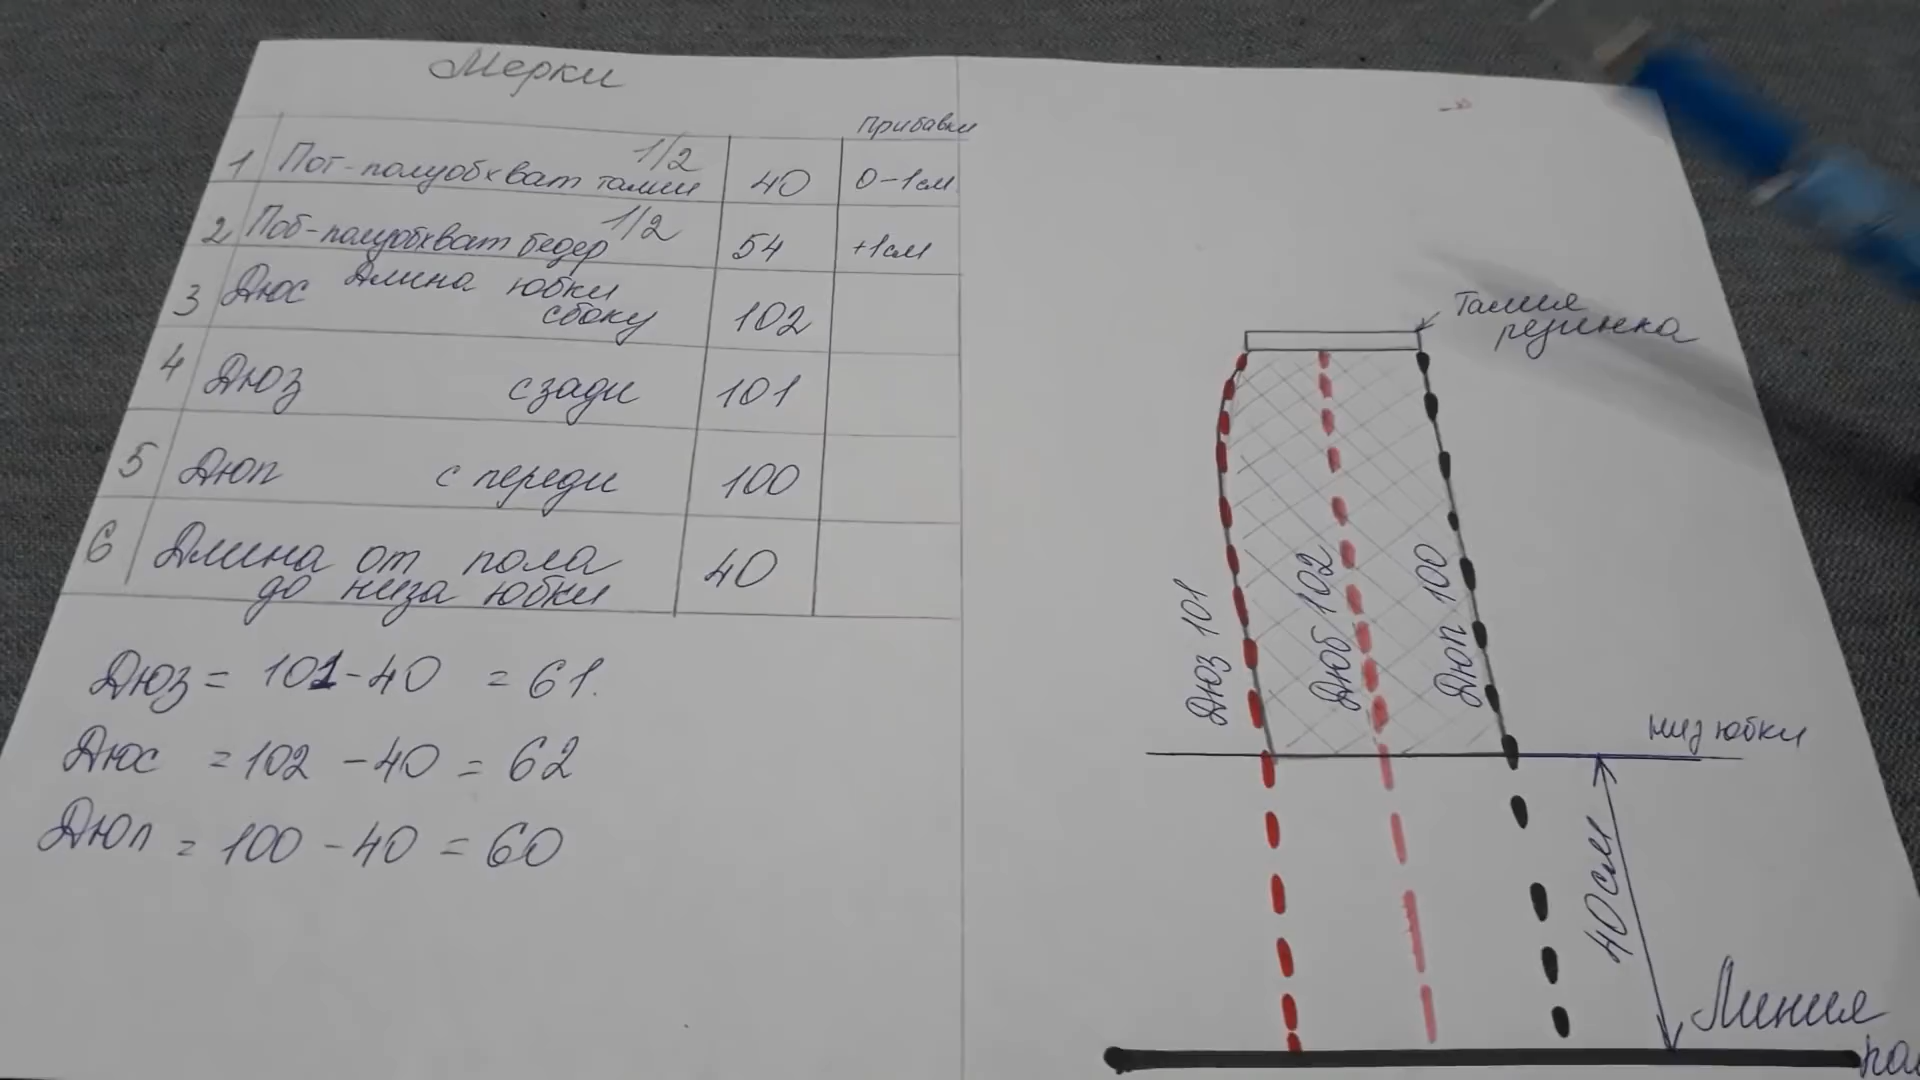 Мерки
Прибавки
1 Пот-полуобхват талии 1/2 40 0-1см
2 Поб-полуобхват бедер 1/2 54 +1см
3 Дюс Длина юбки
сбоку 102
4 Дюз сзади 101
5 Дюп с переди 100
6 Длина от пола
до низа юбки 40
Дюз = 101-40 = 61.
Дюс = 102 - 40 = 62
Дюп = 100 - 40 = 60
Талия
резинка
Дюз 101
Дюб 102
Дюп 100
низ юбки
40см
Линия